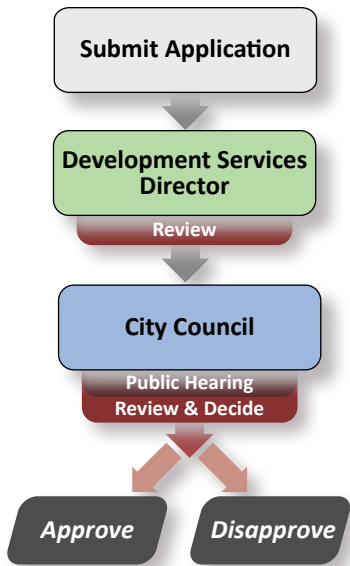 Submit Application
Development Services
Director
Review
City Council
Public Hearing
Review & Decide
Approve
Disapprove